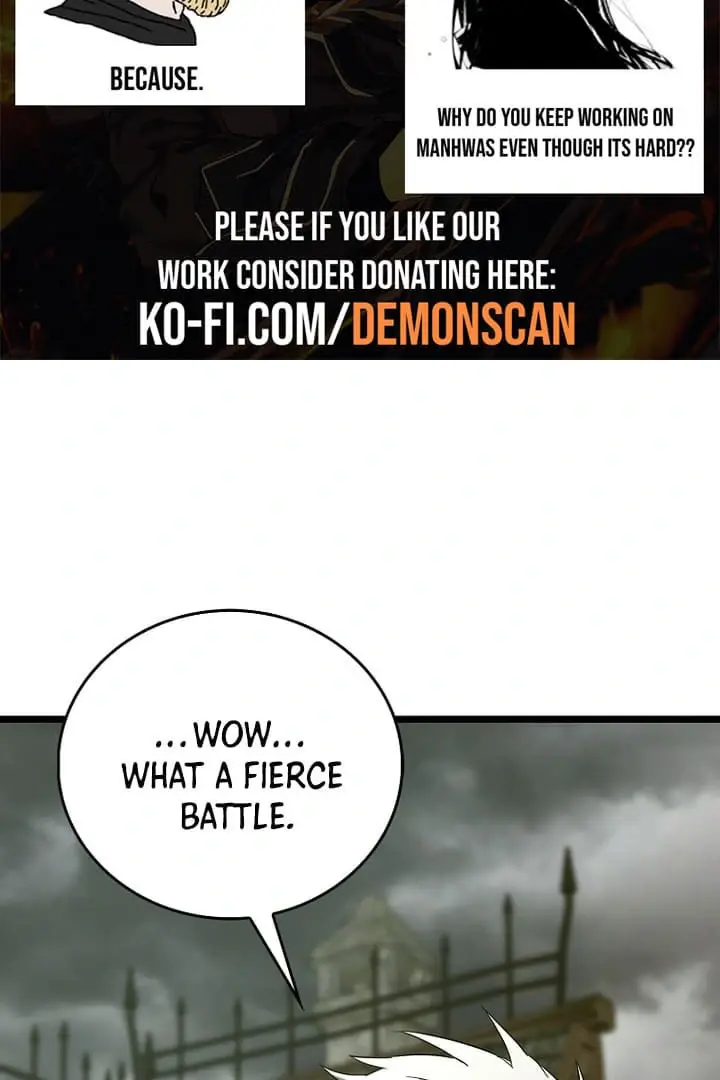 BECAUSE.
WHY DO YOU KEEP WORKING ON
MANHWAS EVEN THOUGH ITS HARD??
PLEASE IF YOU LIKE OUR
WORK CONSIDER DONATING HERE:
KO-FI.COM/DEMONSCAN
...WOW...
WHAT A FIERCE
BATTLE.